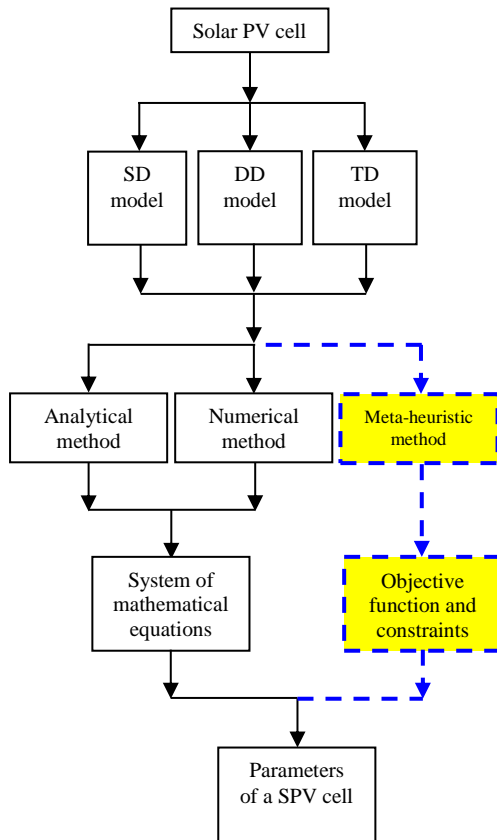 Solar PV cell
SD
model
DD
model
TD
model
Analytical
method
Numerical
method
Meta-heuristic
method
System of
mathematical
equations
Objective
function and
constraints
Parameters
of a SPV cell